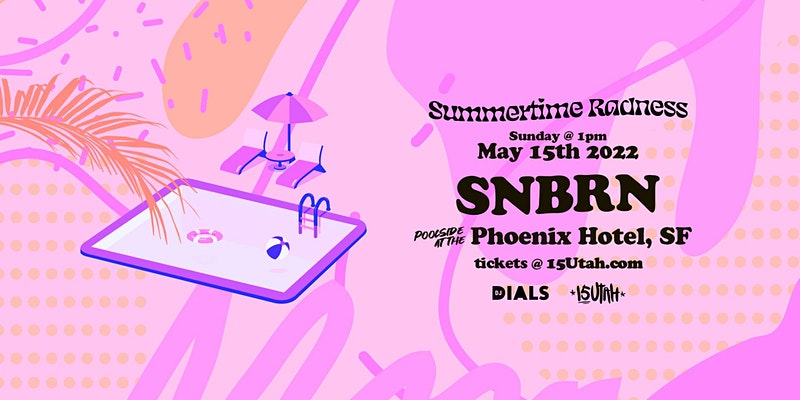 Summertime Radness
Sunday @ 1pm
May 15th 2022
SNBRN
POOLSIDE AT THE Phoenix Hotel, SF
tickets @ 15Utah.com
DJ DIALS ★15UTAH★